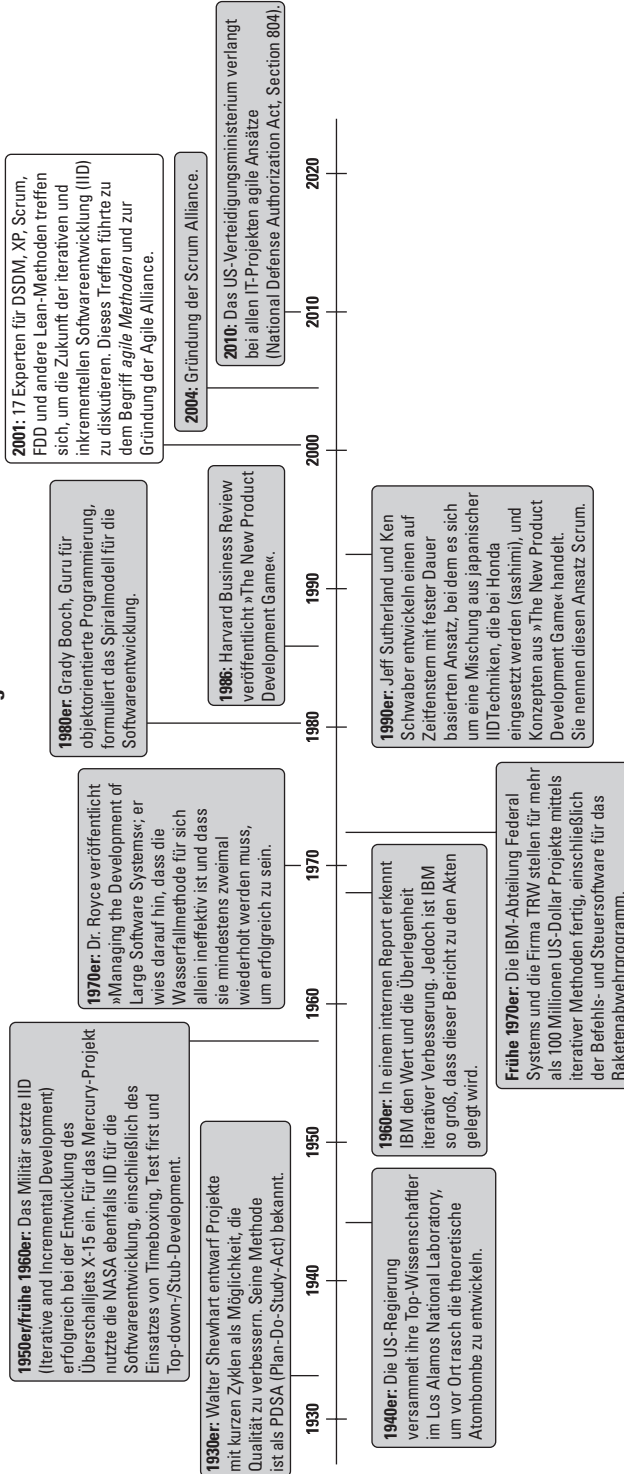 1930er: Walter Shewhart entwarf Projekte
mit kurzen Zyklen als Möglichkeit, die
Qualität zu verbessern. Seine Methode
ist als PDSA (Plan-Do-Study-Act) bekannt.
1950er/frühe 1960er: Das Militär setzte IID
(Iterative and Incremental Development)
erfolgreich bei der Entwicklung des
Überschalljets X-15 ein. Für das Mercury-Projekt
nutzte die NASA ebenfalls IID für die
Softwareentwicklung, einschließlich des
Einsatzes von Timeboxing, Test first und
Top-down-/Stub-Development.
1970er: Dr. Royce veröffentlicht
»Managing the Development of
Large Software Systems«; er
wies darauf hin, dass die
Wasserfallmethode für sich
allein ineffektiv ist und dass
sie mindestens zweimal
wiederholt werden muss,
um erfolgreich zu sein.
1980er: Grady Booch, Guru für
objektorientierte Programmierung,
formuliert das Spiralmodell für die
Softwareentwicklung.
1986: Harvard Business Review
veröffentlicht »The New Product
Development Game«.
2001: 17 Experten für DSDM, XP, Scrum,
FDD und andere Lean-Methoden treffen
sich, um die Zukunft der iterativen und
inkrementellen Softwareentwicklung (IID)
zu diskutieren. Dieses Treffen führte zu
dem Begriff agile Methoden und zur
Gründung der Agile Alliance.
2004: Gründung der Scrum Alliance.
2010: Das US-Verteidigungsministerium verlangt
bei allen IT-Projekten agile Ansätze
(National Defense Authorization Act, Section 804).
1930 1940 1950 1960 1970 1980 1990 2000 2010 2020
1940er: Die US-Regierung
versammelt ihre Top-Wissenschaftler
im Los Alamos National Laboratory,
um vor Ort rasch die theoretische
Atombombe zu entwickeln.
1960er: In einem internen Report erkennt
IBM den Wert und die Überlegenheit
iterativer Verbesserung. Jedoch ist IBM
so groß, dass dieser Bericht zu den Akten
gelegt wird.
Frühe 1970er: Die IBM-Abteilung Federal
Systems und die Firma TRW stellen für mehr
als 100 Millionen US-Dollar Projekte mittels
iterativer Methoden fertig, einschließlich
der Befehls- und Steuersoftware für das
Raketenabwehrprogramm.
1990er: Jeff Sutherland und Ken
Schwaber entwickeln einen auf
Zeitfenstern mit fester Dauer
basierten Ansatz, bei dem es sich
um eine Mischung aus japanischer
IIDTechniken, die bei Honda
eingesetzt werden (sashimi), und
Konzepten aus »The New Product
Development Game« handelt.
Sie nennen diesen Ansatz Scrum.